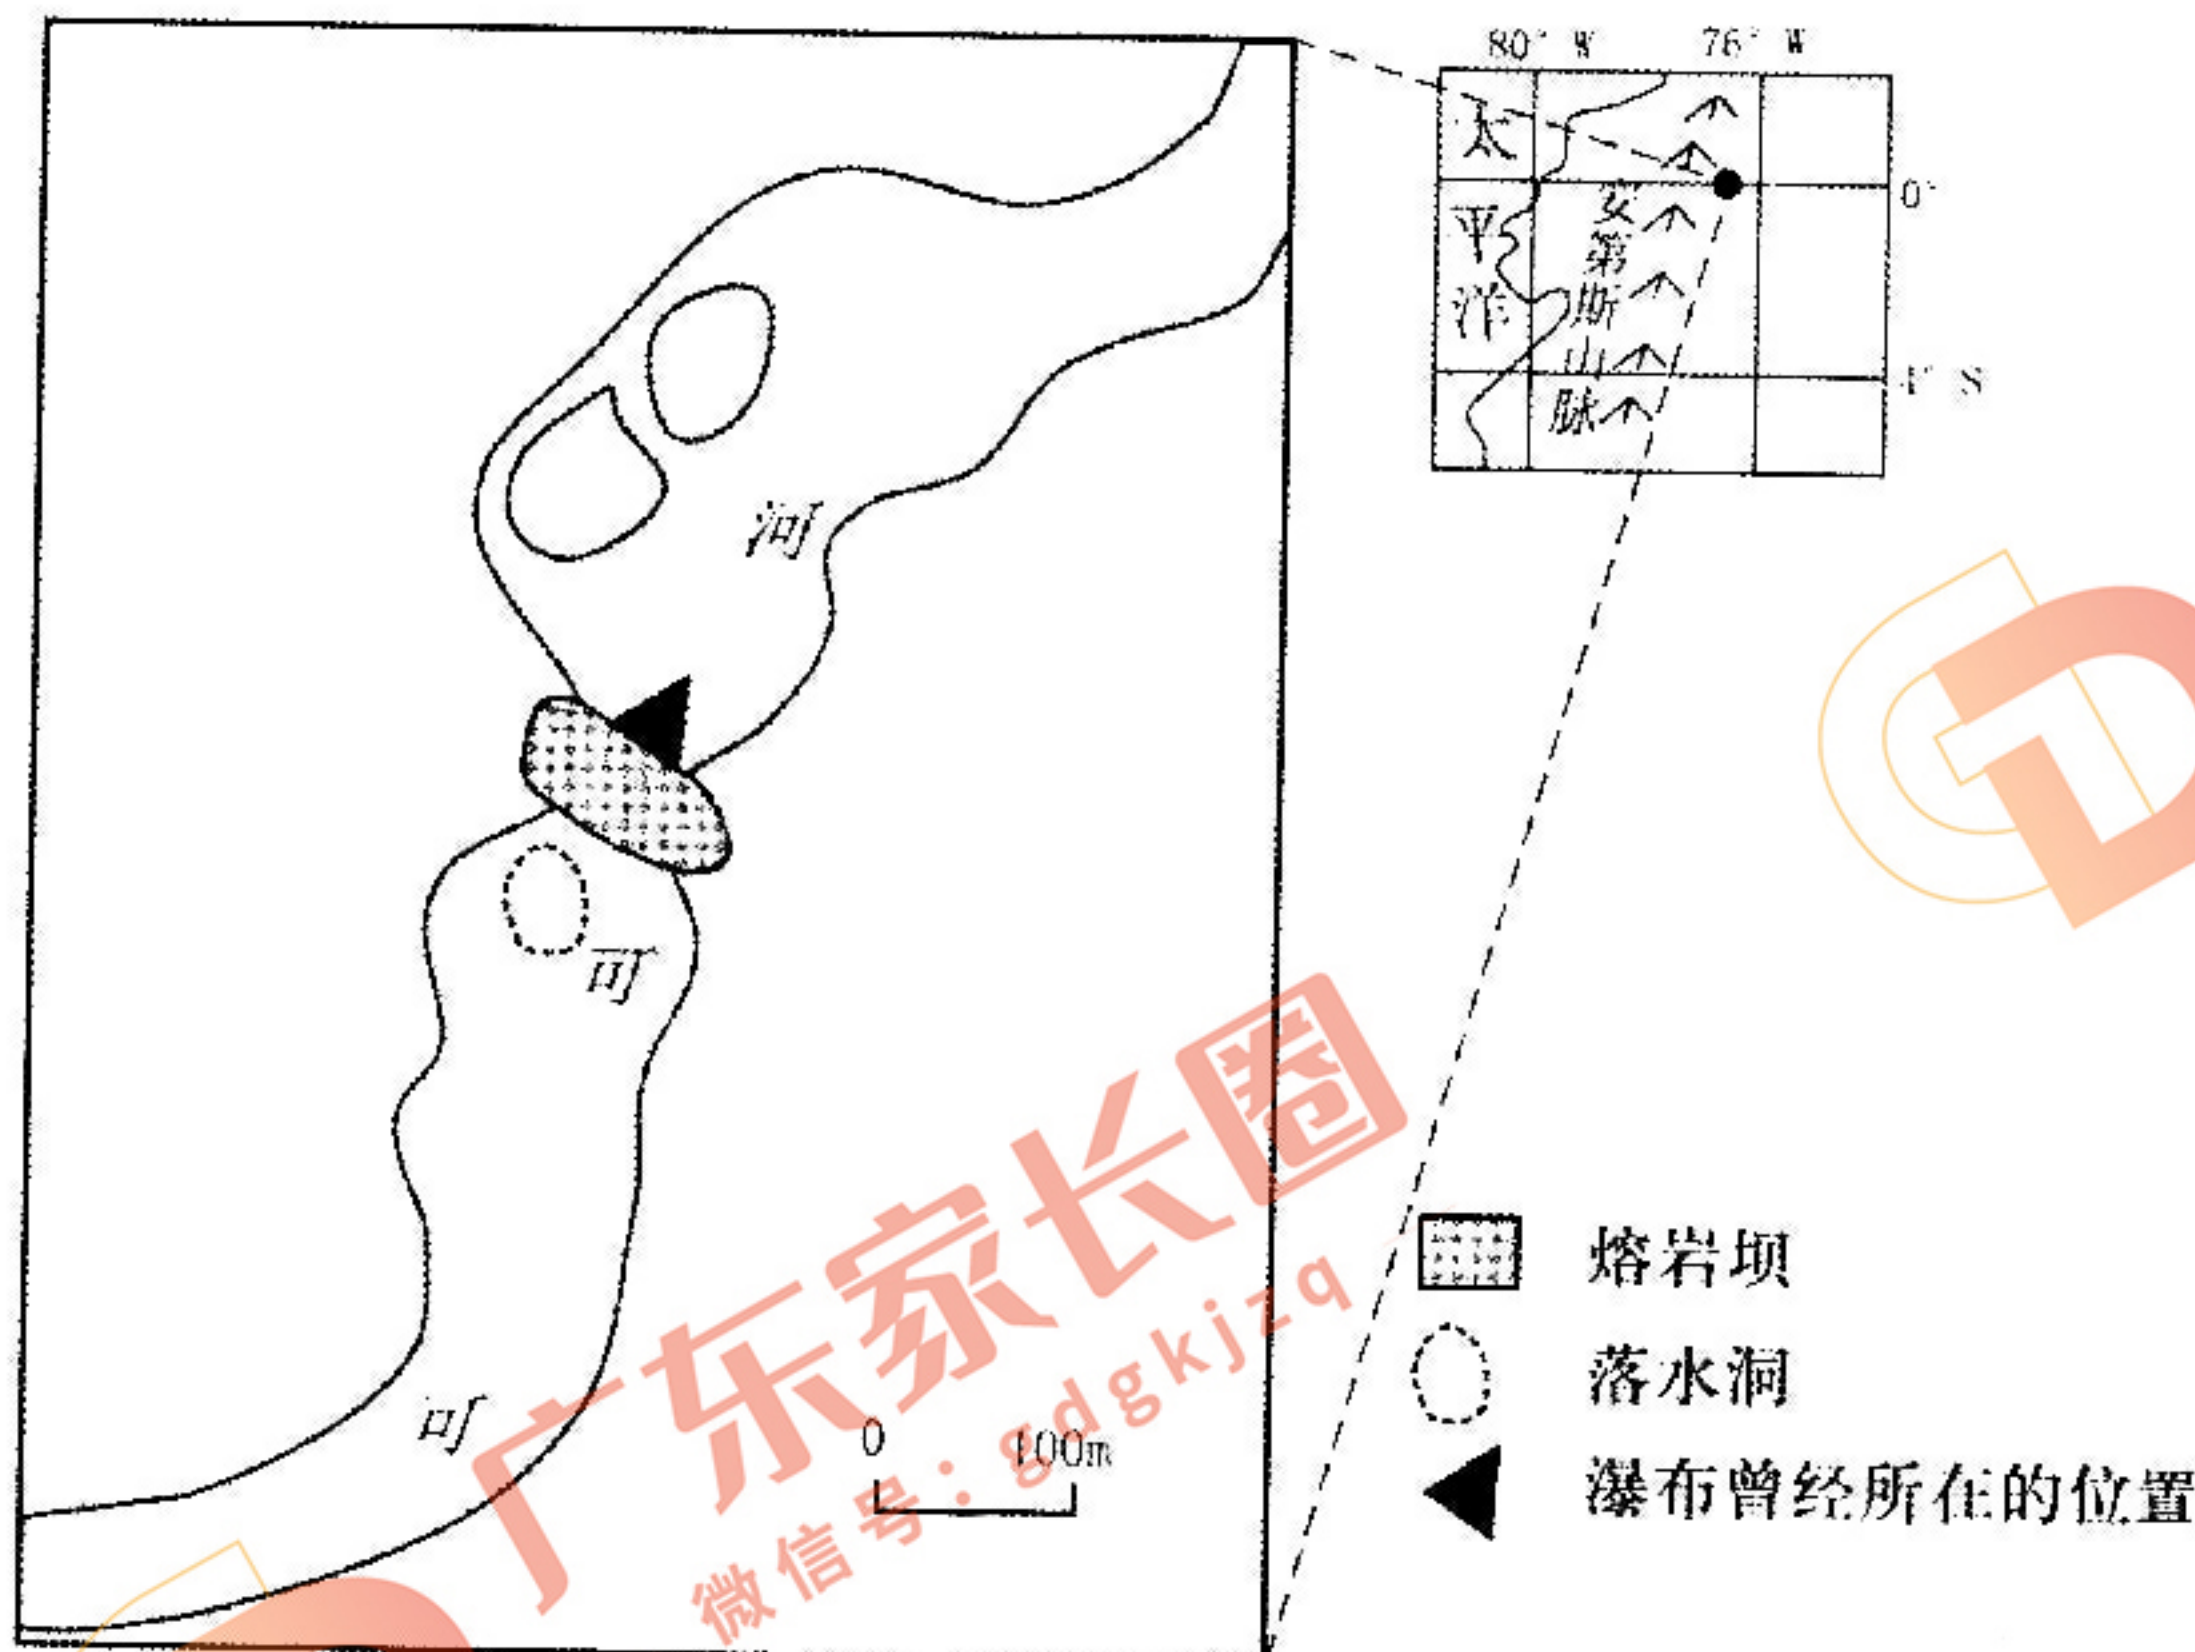 80° W
76° W
太平洋
安第斯山脉
0°
4° S
河
可
可
0
100m
熔岩坝
落水洞
瀑布曾经所在的位置
广东家长圈
微信号：gdgkjzq